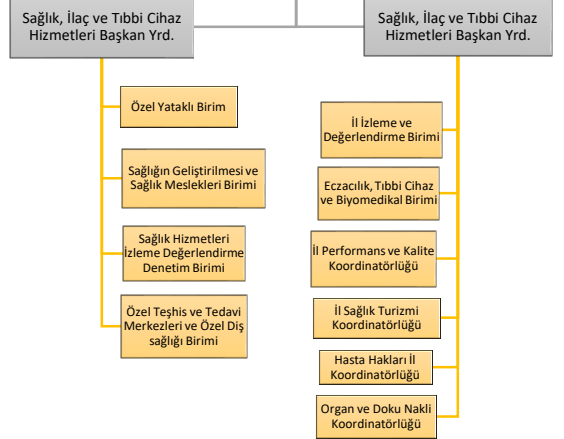 Sağlık, İlaç ve Tıbbi Cihaz
Hizmetleri Başkan Yrd.
Özel Yataklı Birim
Sağlığın Geliştirilmesi ve
Sağlık Meslekleri Birimi
Sağlık Hizmetleri
İzleme Değerlendirme
Denetim Birimi
Özel Teşhis ve Tedavi
Merkezleri ve Özel Diş
sağlığı Birimi
Sağlık, İlaç ve Tıbbi Cihaz
Hizmetleri Başkan Yrd.
İl İzleme ve
Değerlendirme Birimi
Eczacılık, Tıbbi Cihaz
ve Biyomedikal Birimi
İl Performans ve Kalite
Koordinatörlüğü
İl Sağlık Turizmi
Koordinatörlüğü
Hasta Hakları İl
Koordinatörlüğü
Organ ve Doku Nakli
Koordinatörlüğü